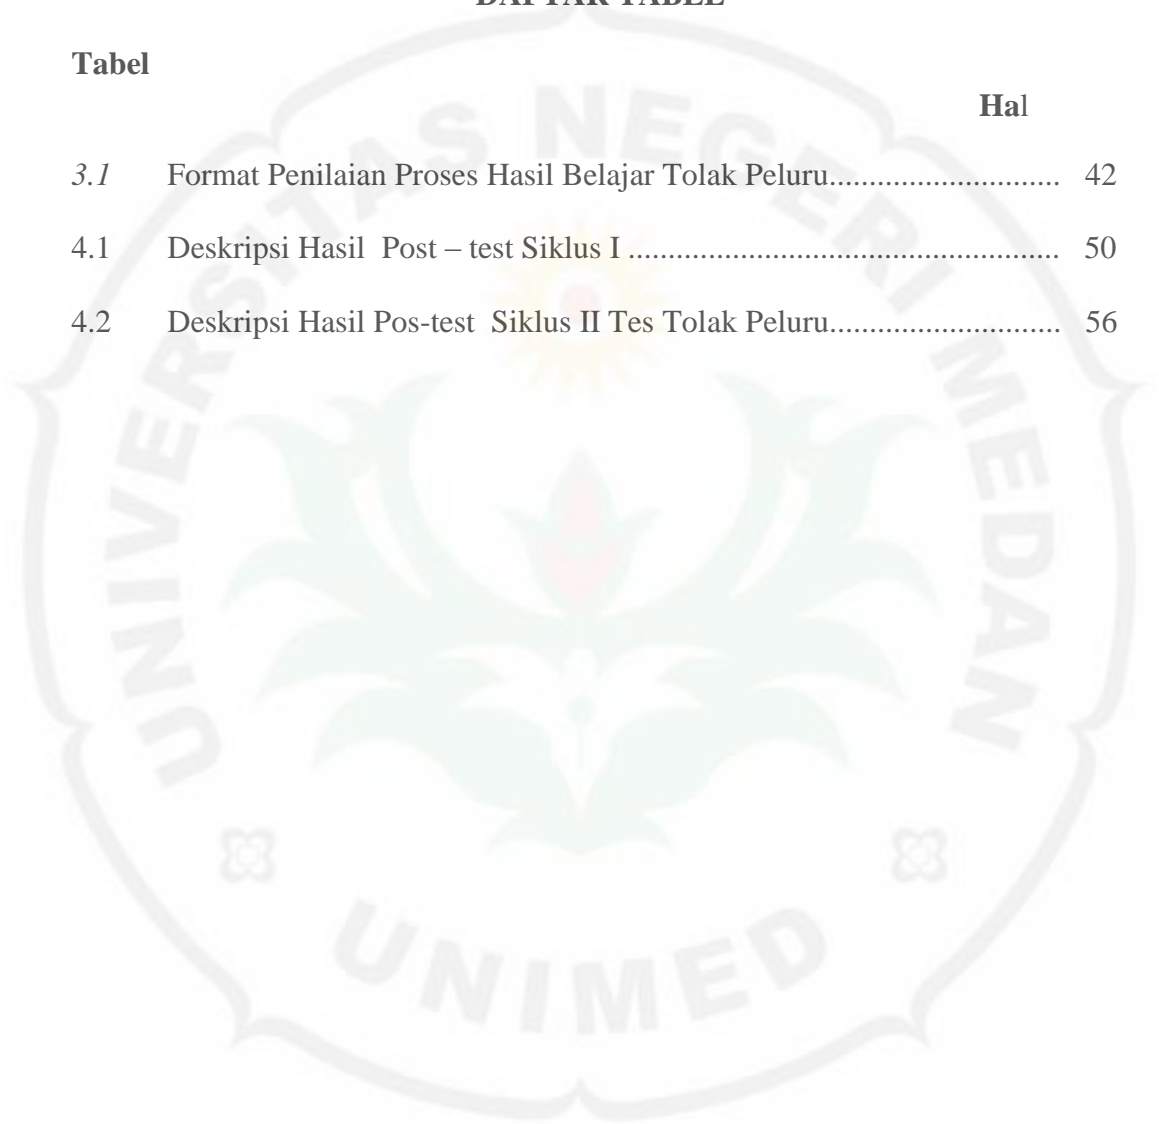 DAFTAR TABEL
Tabel
Hal
3.1 Format Penilaian Proses Hasil Belajar Tolak Peluru............................. 42
4.1 Deskripsi Hasil Post – test Siklus I ...................................................... 50
4.2 Deskripsi Hasil Pos-test Siklus II Tes Tolak Peluru............................. 56
UNIVERSITAS NEGERI MEDAN
UNIMED